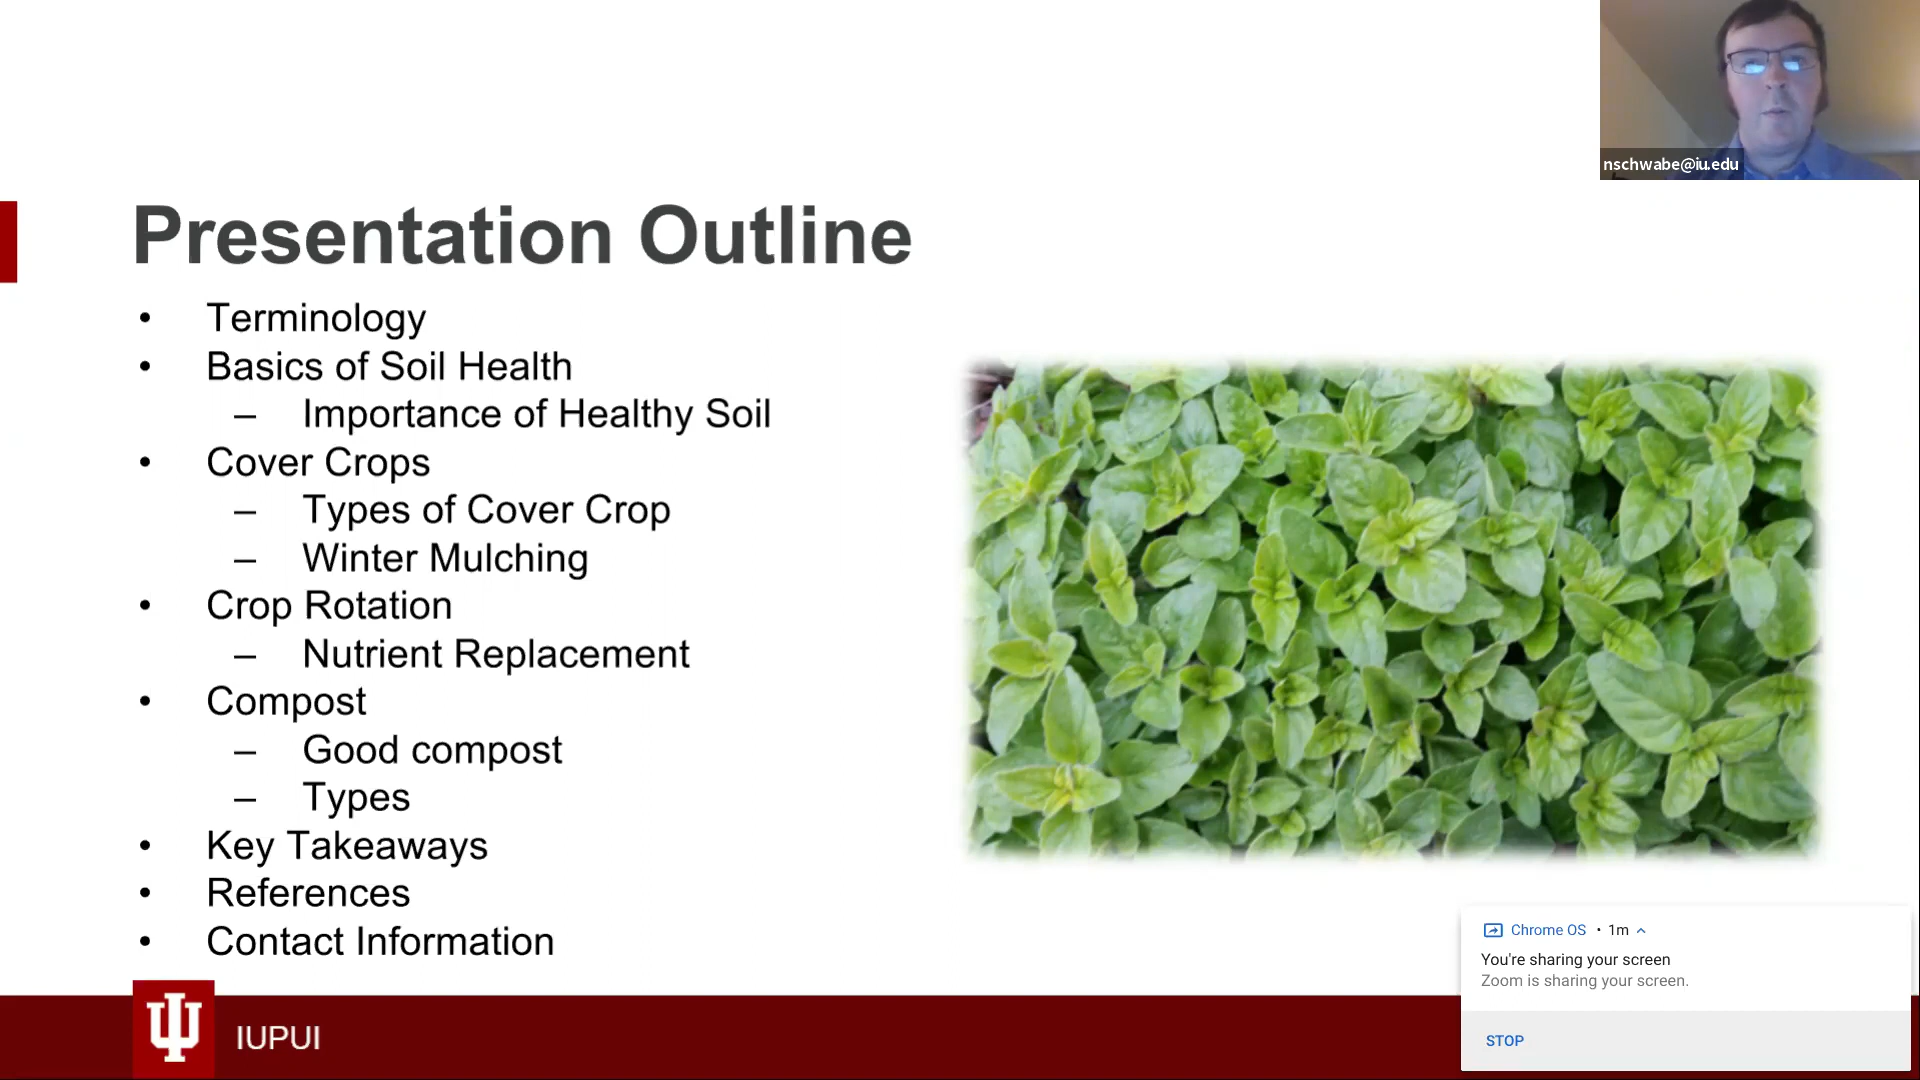 nschwabe@iu.edu
Presentation Outline
• Terminology
• Basics of Soil Health
– Importance of Healthy Soil
• Cover Crops
– Types of Cover Crop
– Winter Mulching
• Crop Rotation
– Nutrient Replacement
• Compost
– Good compost
– Types
• Key Takeaways
• References
• Contact Information
IUPUI
Chrome OS • 1m
You're sharing your screen
Zoom is sharing your screen.
STOP